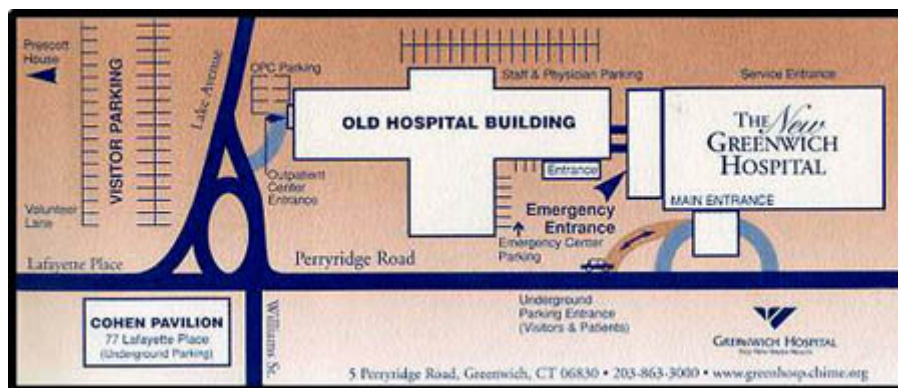 Prescott
House
VISITOR PARKING
Lake Avenue
OPC Parking
Staff & Physician Parking
Service Entrance
OLD HOSPITAL BUILDING
THE New
GREENWICH
HOSPITAL
Entrance
MAIN ENTRANCE
Outpatient
Center
Entrance
Emergency
Entrance
Emergency Center
Parking
Volunteer
Lane
Lafayette Place
Perryridge Road
COHEN PAVILION
77 Lafayette Place
(Underground Parking)
Williams St.
Underground
Parking Entrance
(Visitors & Patients)
GREENWICH HOSPITAL
5 Perryridge Road, Greenwich, CT 06830 • 203-863-3000 • www.greenhosp.chime.org